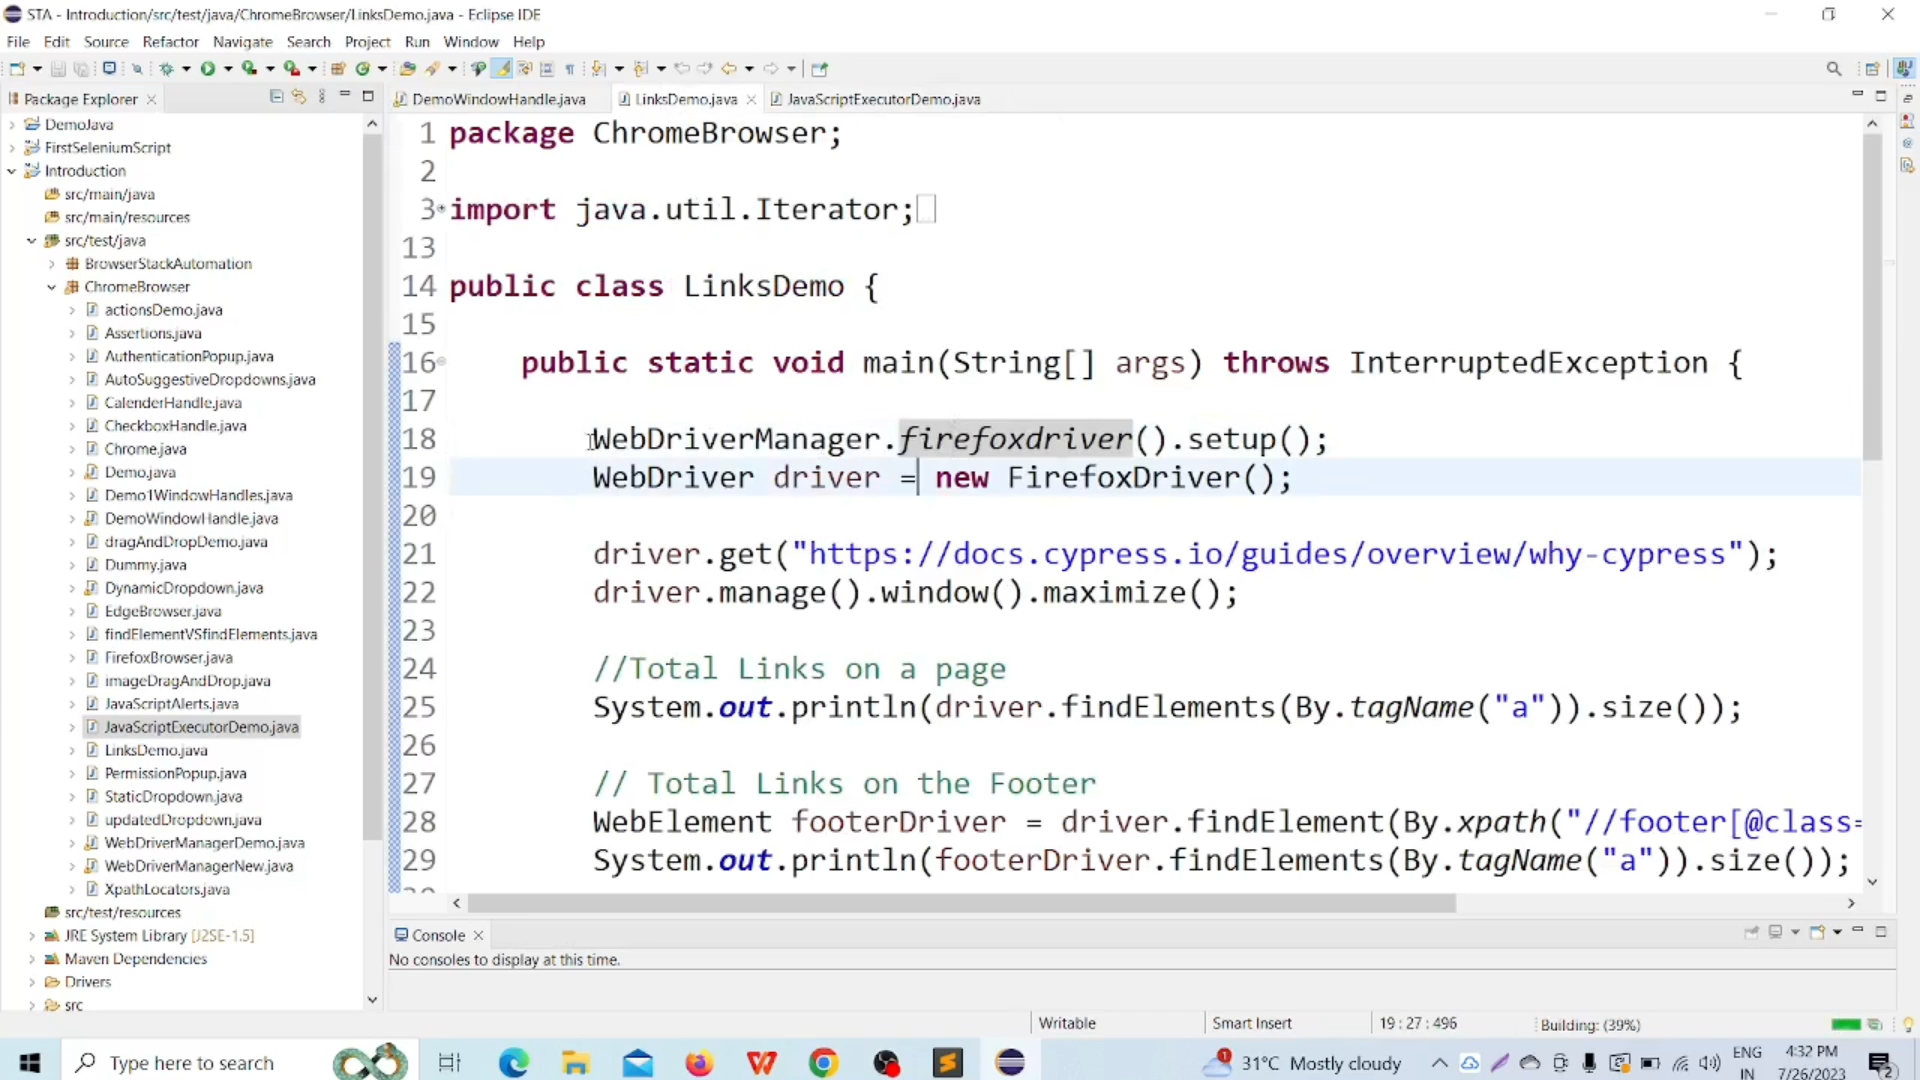 STA - Introduction/src/test/java/ChromeBrowser/LinksDemo.java - Eclipse IDE
File Edit Source Refactor Navigate Search Project Run Window Help
Package Explorer
DemoJava
FirstSeleniumScript
Introduction
src/main/java
src/main/resources
src/test/java
BrowserStackAutomation
ChromeBrowser
actionsDemo.java
Assertions.java
AuthenticationPopup.java
AutoSuggestiveDropdowns.java
CalenderHandle.java
CheckboxHandle.java
Chrome.java
Demo.java
Demo1WindowHandles.java
DemoWindowHandle.java
dragAndDropDemo.java
Dummy.java
DynamicDropdown.java
EdgeBrowser.java
findElementVSfindElements.java
FirefoxBrowser.java
imageDragAndDrop.java
JavaScriptAlerts.java
JavaScriptExecutorDemo.java
LinksDemo.java
PermissionPopup.java
StaticDropdown.java
updatedDropdown.java
WebDriverManagerDemo.java
WebDriverManagerNew.java
XpathLocators.java
src/test/resources
JRE System Library [J2SE-1.5]
Maven Dependencies
Drivers
src
DemoWindowHandle.java LinksDemo.java JavaScriptExecutorDemo.java
1 package ChromeBrowser;
2
3 import java.util.Iterator;
13
14 public class LinksDemo {
15
16 public static void main(String[] args) throws InterruptedException {
17
18 WebDriverManager.firefoxdriver().setup();
19 WebDriver driver = new FirefoxDriver();
20
21 driver.get("https://docs.cypress.io/guides/overview/why-cypress");
22 driver.manage().window().maximize();
23
24 //Total Links on a page
25 System.out.println(driver.findElements(By.tagName("a")).size());
26
27 // Total Links on the Footer
28 WebElement footerDriver = driver.findElement(By.xpath("//footer[@class=
29 System.out.println(footerDriver.findElements(By.tagName("a")).size());
Console
No consoles to display at this time.
Writable Smart Insert 19 : 27 : 496 Building: (39%)
Type here to search
1 31°C Mostly cloudy
ENG
IN
4:32 PM
7/26/2023
2